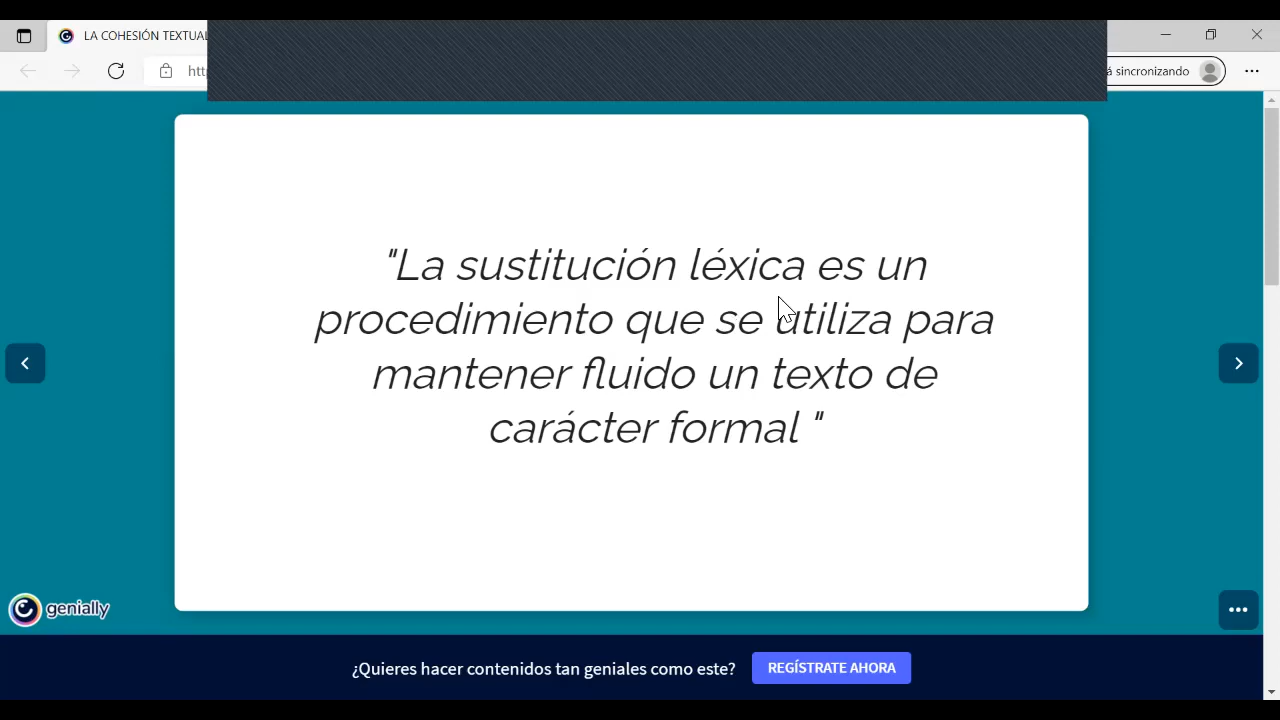 LA COHESIÓN TEXTUAL
á sincronizando
"La sustitución léxica es un
procedimiento que se utiliza para
mantener fluido un texto de
carácter formal "
genially
¿Quieres hacer contenidos tan geniales como este? REGÍSTRATE AHORA